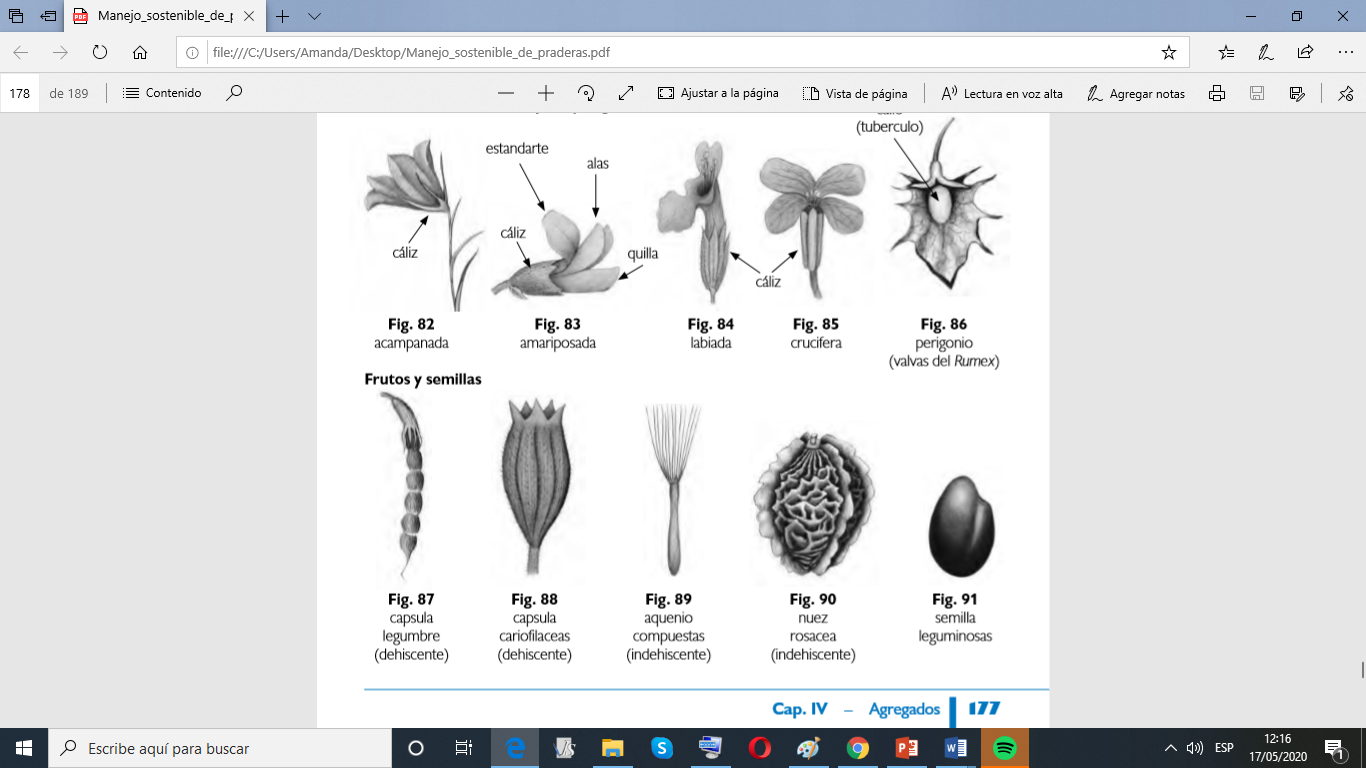 Manejo_sostenible_de_p
file:///C:/Users/Amanda/Desktop/Manejo_sostenible_de_praderas.pdf
178 de 189 Contenido Ajustar a la página Vista de página Lectura en voz alta Agregar notas
(tuberculo)
estandarte
alas
cáliz
cáliz
quilla
cáliz
Fig. 82 Fig. 83 Fig. 84 Fig. 85 Fig. 86
acampanada amariposada labiada crucifera perigonio
(valvas del Rumex)
Frutos y semillas
Fig. 87 Fig. 88 Fig. 89 Fig. 90 Fig. 91
capsula capsula aquenio nuez semilla
legumbre cariofilaceas compuestas rosacea leguminosas
(dehiscente) (dehiscente) (indehiscente) (indehiscente)
Cap. IV – Agregados 177
Escribe aquí para buscar
ESP
12:16
17/05/2020
1